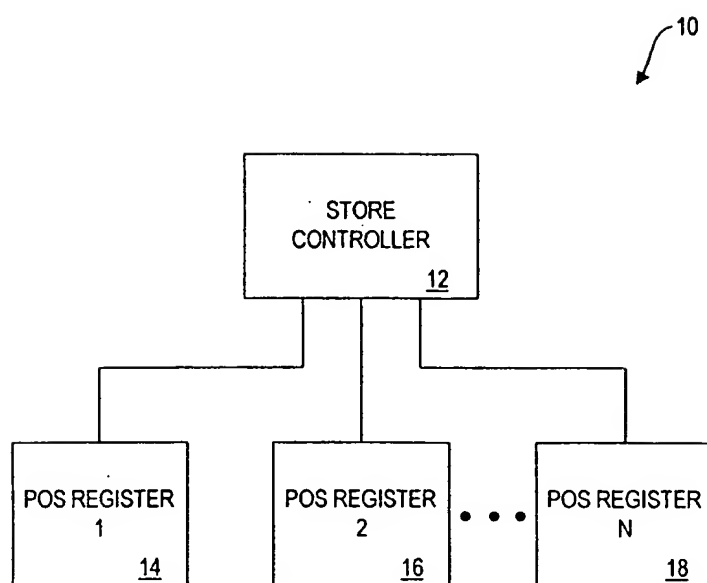 10
STORE
CONTROLLER
12
POS REGISTER
1
14
POS REGISTER
2
16
POS REGISTER
N
18